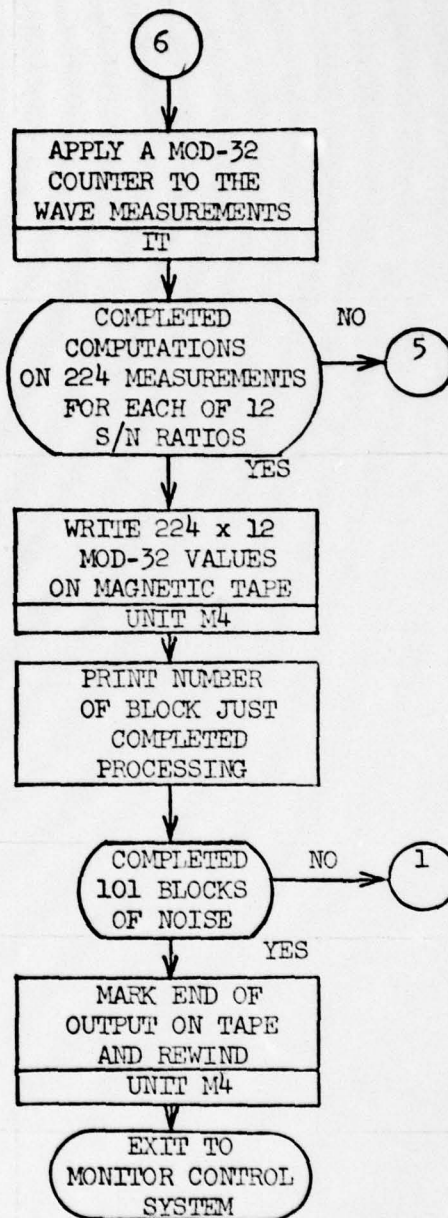 6
APPLY A MOD-32
COUNTER TO THE
WAVE MEASUREMENTS
IT
COMPLETED
COMPUTATIONS
ON 224 MEASUREMENTS
FOR EACH OF 12
S/N RATIOS
NO
5
YES
WRITE 224 x 12
MOD-32 VALUES
ON MAGNETIC TAPE
UNIT M4
PRINT NUMBER
OF BLOCK JUST
COMPLETED
PROCESSING
COMPLETED
101 BLOCKS
OF NOISE
NO
1
YES
MARK END OF
OUTPUT ON TAPE
AND REWIND
UNIT M4
EXIT TO
MONITOR CONTROL
SYSTEM